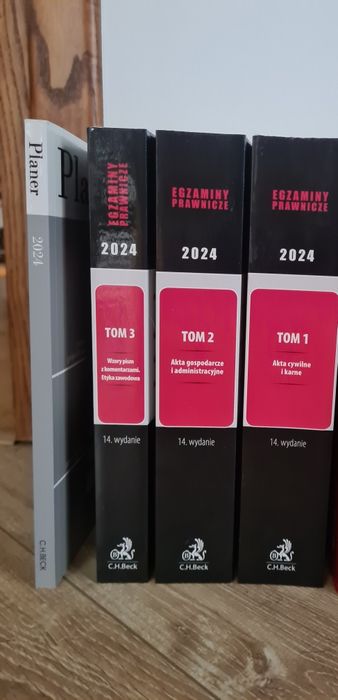 Planer
2024
C.H.BECK
Pla
EGZAMINY
PRAWNICZE
2024
TOM 3
Wzory pism
z komentarzami.
Etyka zawodowa
14. wydanie
B
C.H.Beck
EGZAMINY
PRAWNICZE
2024
TOM 2
Akta gospodarcze
i administracyjne
14. wydanie
B
C.H.Beck
EGZAMINY
PRAWNICZE
2024
TOM 1
Akta cywilne
i karne
14. wydanie
B
C.H.Beck